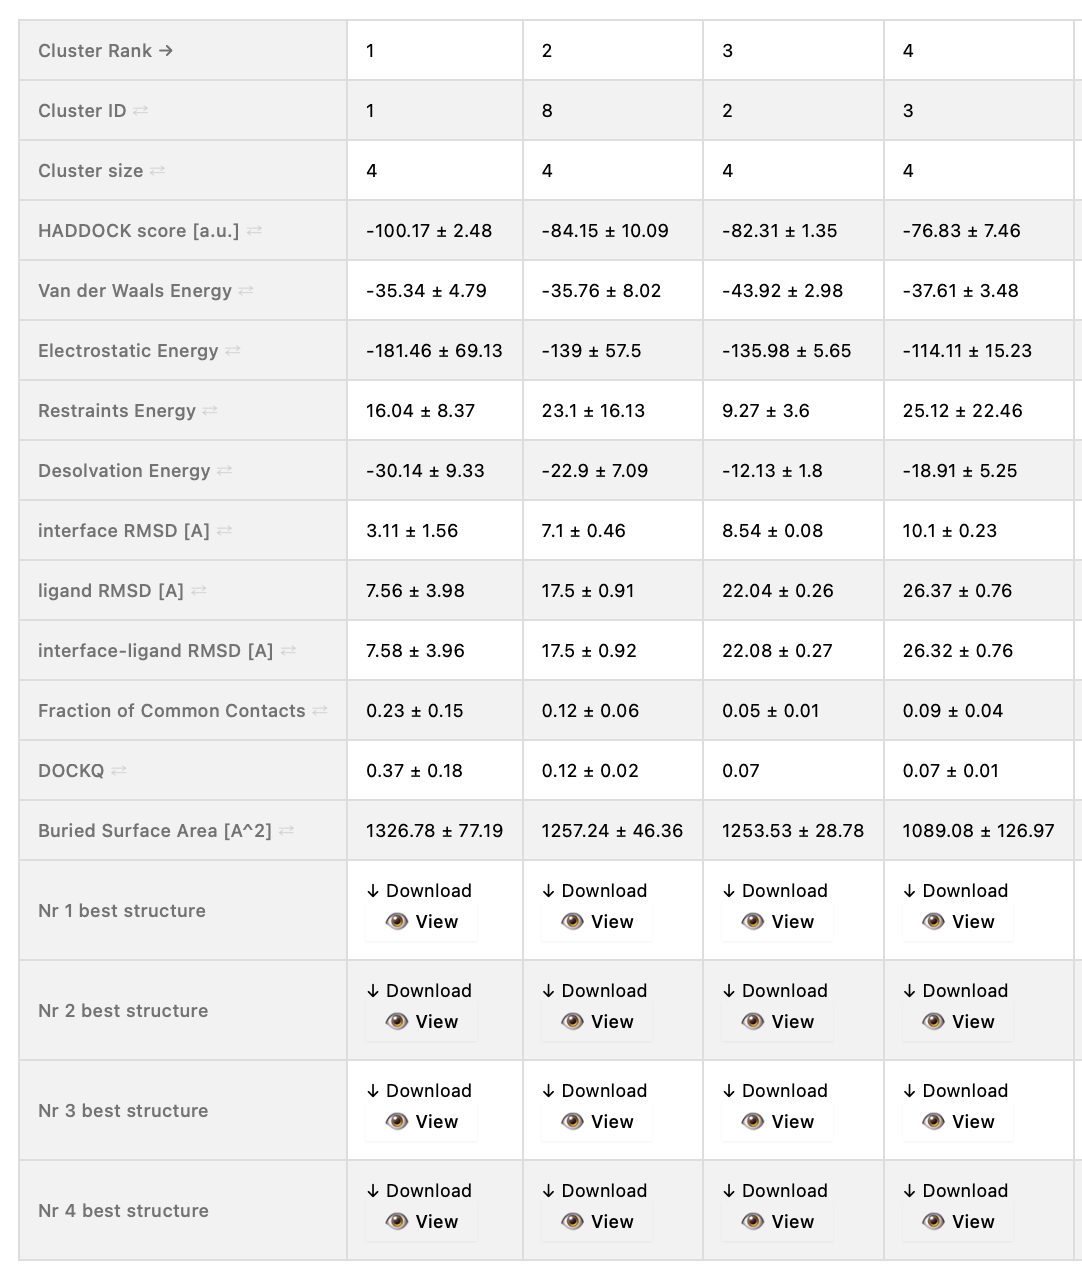 Cluster Rank → 1 2 3 4
Cluster ID ⇄ 1 8 2 3
Cluster size ⇄ 4 4 4 4
HADDOCK score [a.u.] ⇄ -100.17 ± 2.48 -84.15 ± 10.09 -82.31 ± 1.35 -76.83 ± 7.46
Van der Waals Energy ⇄ -35.34 ± 4.79 -35.76 ± 8.02 -43.92 ± 2.98 -37.61 ± 3.48
Electrostatic Energy ⇄ -181.46 ± 69.13 -139 ± 57.5 -135.98 ± 5.65 -114.11 ± 15.23
Restraints Energy ⇄ 16.04 ± 8.37 23.1 ± 16.13 9.27 ± 3.6 25.12 ± 22.46
Desolvation Energy ⇄ -30.14 ± 9.33 -22.9 ± 7.09 -12.13 ± 1.8 -18.91 ± 5.25
interface RMSD [A] ⇄ 3.11 ± 1.56 7.1 ± 0.46 8.54 ± 0.08 10.1 ± 0.23
ligand RMSD [A] ⇄ 7.56 ± 3.98 17.5 ± 0.91 22.04 ± 0.26 26.37 ± 0.76
interface-ligand RMSD [A] ⇄ 7.58 ± 3.96 17.5 ± 0.92 22.08 ± 0.27 26.32 ± 0.76
Fraction of Common Contacts ⇄ 0.23 ± 0.15 0.12 ± 0.06 0.05 ± 0.01 0.09 ± 0.04
DOCKQ ⇄ 0.37 ± 0.18 0.12 ± 0.02 0.07 0.07 ± 0.01
Buried Surface Area [A^2] ⇄ 1326.78 ± 77.19 1257.24 ± 46.36 1253.53 ± 28.78 1089.08 ± 126.97
Nr 1 best structure
↓ Download ↓ Download ↓ Download ↓ Download
👁️ View 👁️ View 👁️ View 👁️ View
Nr 2 best structure
↓ Download ↓ Download ↓ Download ↓ Download
👁️ View 👁️ View 👁️ View 👁️ View
Nr 3 best structure
↓ Download ↓ Download ↓ Download ↓ Download
👁️ View 👁️ View 👁️ View 👁️ View
Nr 4 best structure
↓ Download ↓ Download ↓ Download ↓ Download
👁️ View 👁️ View 👁️ View 👁️ View